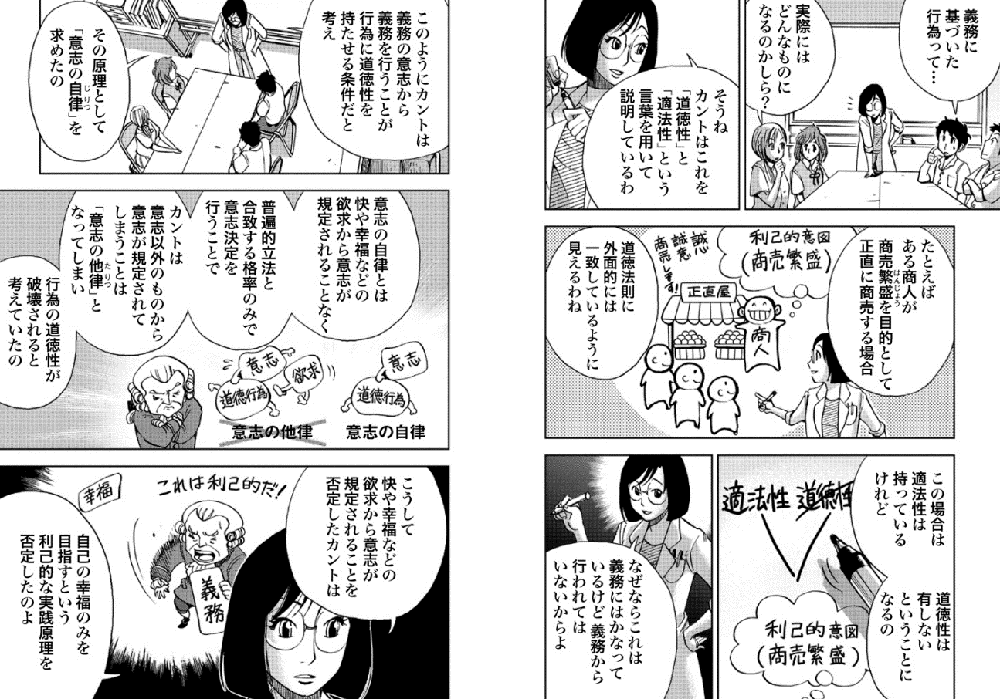 義務に
基づいた
行為って…
実際には
どんなものに
なるのかしら？
そうね
カントはこれを
「道徳性」と
「適法性」という
言葉を用いて
説明しているわ
たとえば
ある商人が
商売繁盛を目的として
はんじょう
正直に商売する場合
利己的意図
(商売繁盛)
誠心
誠意
商売します!
正直屋
商人
道徳法則に
外面的には
一致しているように
見えるわね
この場合は
適法性は
持っている
けれど
適法性 道徳性
利己的意図
(商売繁盛)
道徳性は
有しない
ということに
なるの
なぜならこれは
義務にはかなって
いるけど 義務から
行われては
いないからよ
このようにカントは
義務の意志から
義務を行うことが
行為に道徳性を
持たせる条件だと
考え
その原理として
「意志の自律」を
じりつ
求めたの
意志の自律とは
快や幸福などの
欲求から意志が
規定されることなく
普遍的立法と
合致する格率のみで
意志決定を
行うことで
カントは
意志以外のものから
意志が規定されて
しまうことは
「意志の他律」と
たりつ
なってしまい
行為の道徳性が
破壊されると
考えていたの
意志
道徳行為
意志の自律
意志
欲求
道徳行為
意志の他律
こうして
快や幸福などの
欲求から意志が
規定されることを
否定したカントは
これは利己的だ!
幸福
義務
自己の幸福のみを
目指すという
利己的な実践原理を
否定したのよ